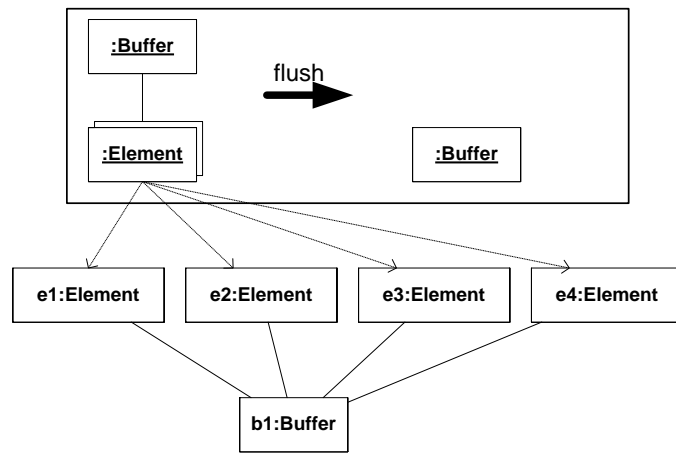 :Buffer
flush
:Element
:Buffer
e1:Element
e2:Element
e3:Element
e4:Element
b1:Buffer